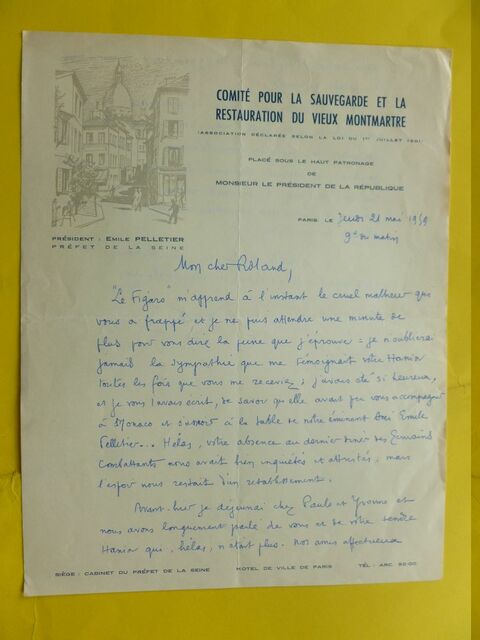 COMITÉ POUR LA SAUVEGARDE ET LA
RESTAURATION DU VIEUX MONTMARTRE
(ASSOCIATION DÉCLARÉE SELON LA LOI DU 1er JUILLET 1901)
PLACÉ SOUS LE HAUT PATRONAGE
DE
MONSIEUR LE PRÉSIDENT DE LA RÉPUBLIQUE
PARIS, LE Jeudi 21 mai 1959
9h du matin
PRÉSIDENT : EMILE PELLETIER
PRÉFET DE LA SEINE
Mon cher Roland,
"Le Figaro" m'apprend à l'instant le cruel malheur qui
vous a frappé et je ne puis attendre une minute de
plus pour vous dire la peine que j'éprouve : je n'oublierai
jamais la sympathie que me témoignait votre Hania
toutes les fois que vous me receviez ; j'avais été si heureux,
et je vous l'avais écrit, de savoir qu'elle avait pu vous accompagner
à Monaco et s'asseoir à la table de notre éminent ami Emile
Pelletier... Hélas, votre absence au dernier diner des Ecrivains
Combattants nous avait bien inquiétés et attristés, mais
l'espoir nous restait d'un rétablissement.
Avant-hier je déjeunai chez Paule et Yvonne et
nous avons longuement parlé de vous et de votre tendre
Hania qui, hélas, n'était plus. Nos amis affectueux
SIÈGE : CABINET DU PRÉFET DE LA SEINE HOTEL DE VILLE DE PARIS TÉL : ARC. 90-00